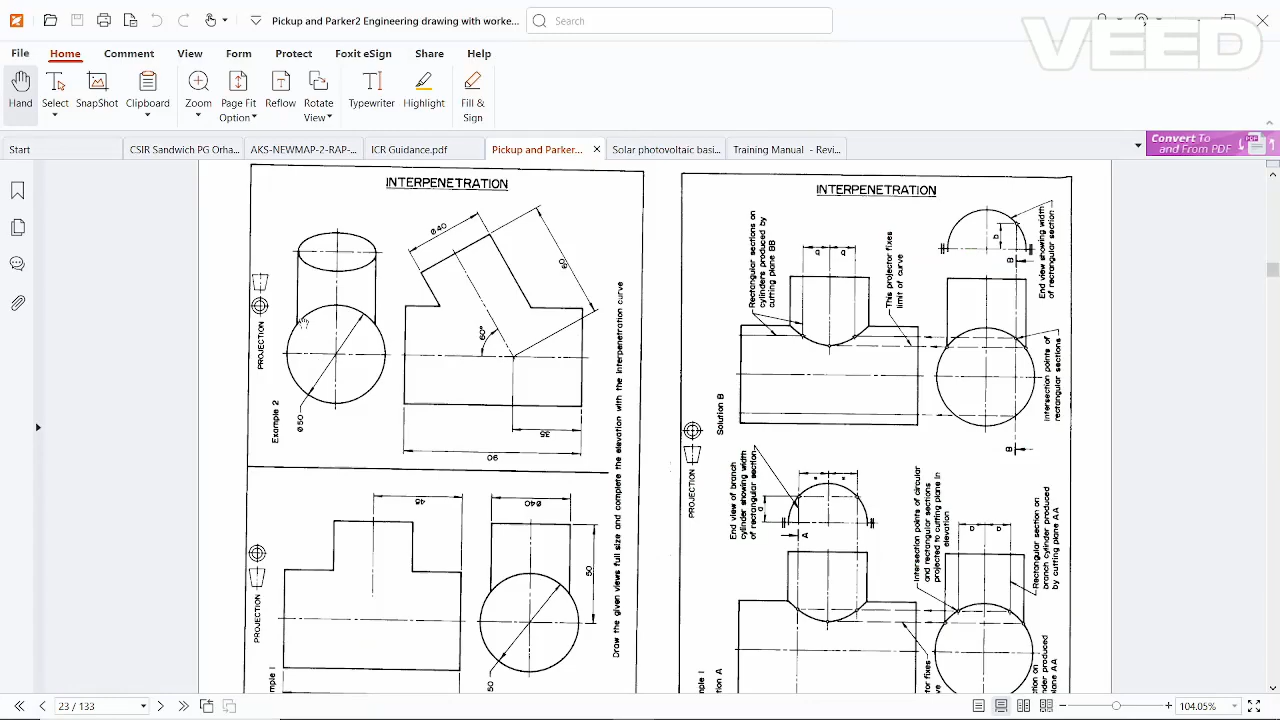 Pickup and Parker2 Engineering drawing with worke...
Search
VEED
File Home Comment View Form Protect Foxit eSign Share Help
Hand Select SnapShot Clipboard Zoom Page Fit Option Reflow Rotate View Typewriter Highlight Fill & Sign
Start CSIR Sandwich PG Orha... AKS-NEWMAP-2-RAP-... ICR Guidance.pdf Solar photovoltaic basi... Training Manual - Revi...
Convert To
and From PDF
INTERPENETRATION
PROJECTION
Example 2
Ø50
Ø40
60°
35
90
PROJECTION
45
Ø40
50
50
Draw the given views full size and complete the elevation with the interpenetration curve
INTERPENETRATION
Rectangular sections on
cylinders produced by
cutting plane BB
b b
This projector fixes
limit of curve
b
B
End view showing width
of rectangular section
Intersection points of
rectangular sections
B
Solution B
PROJECTION
End view of branch
cylinder showing width
of rectangular section
a
A
Intersection points of circular
and rectangular sections
projected to cutting plane in
elevation
a a
Rectangular section on
branch cylinder produced
by cutting plane AA
23 / 133
104.05%